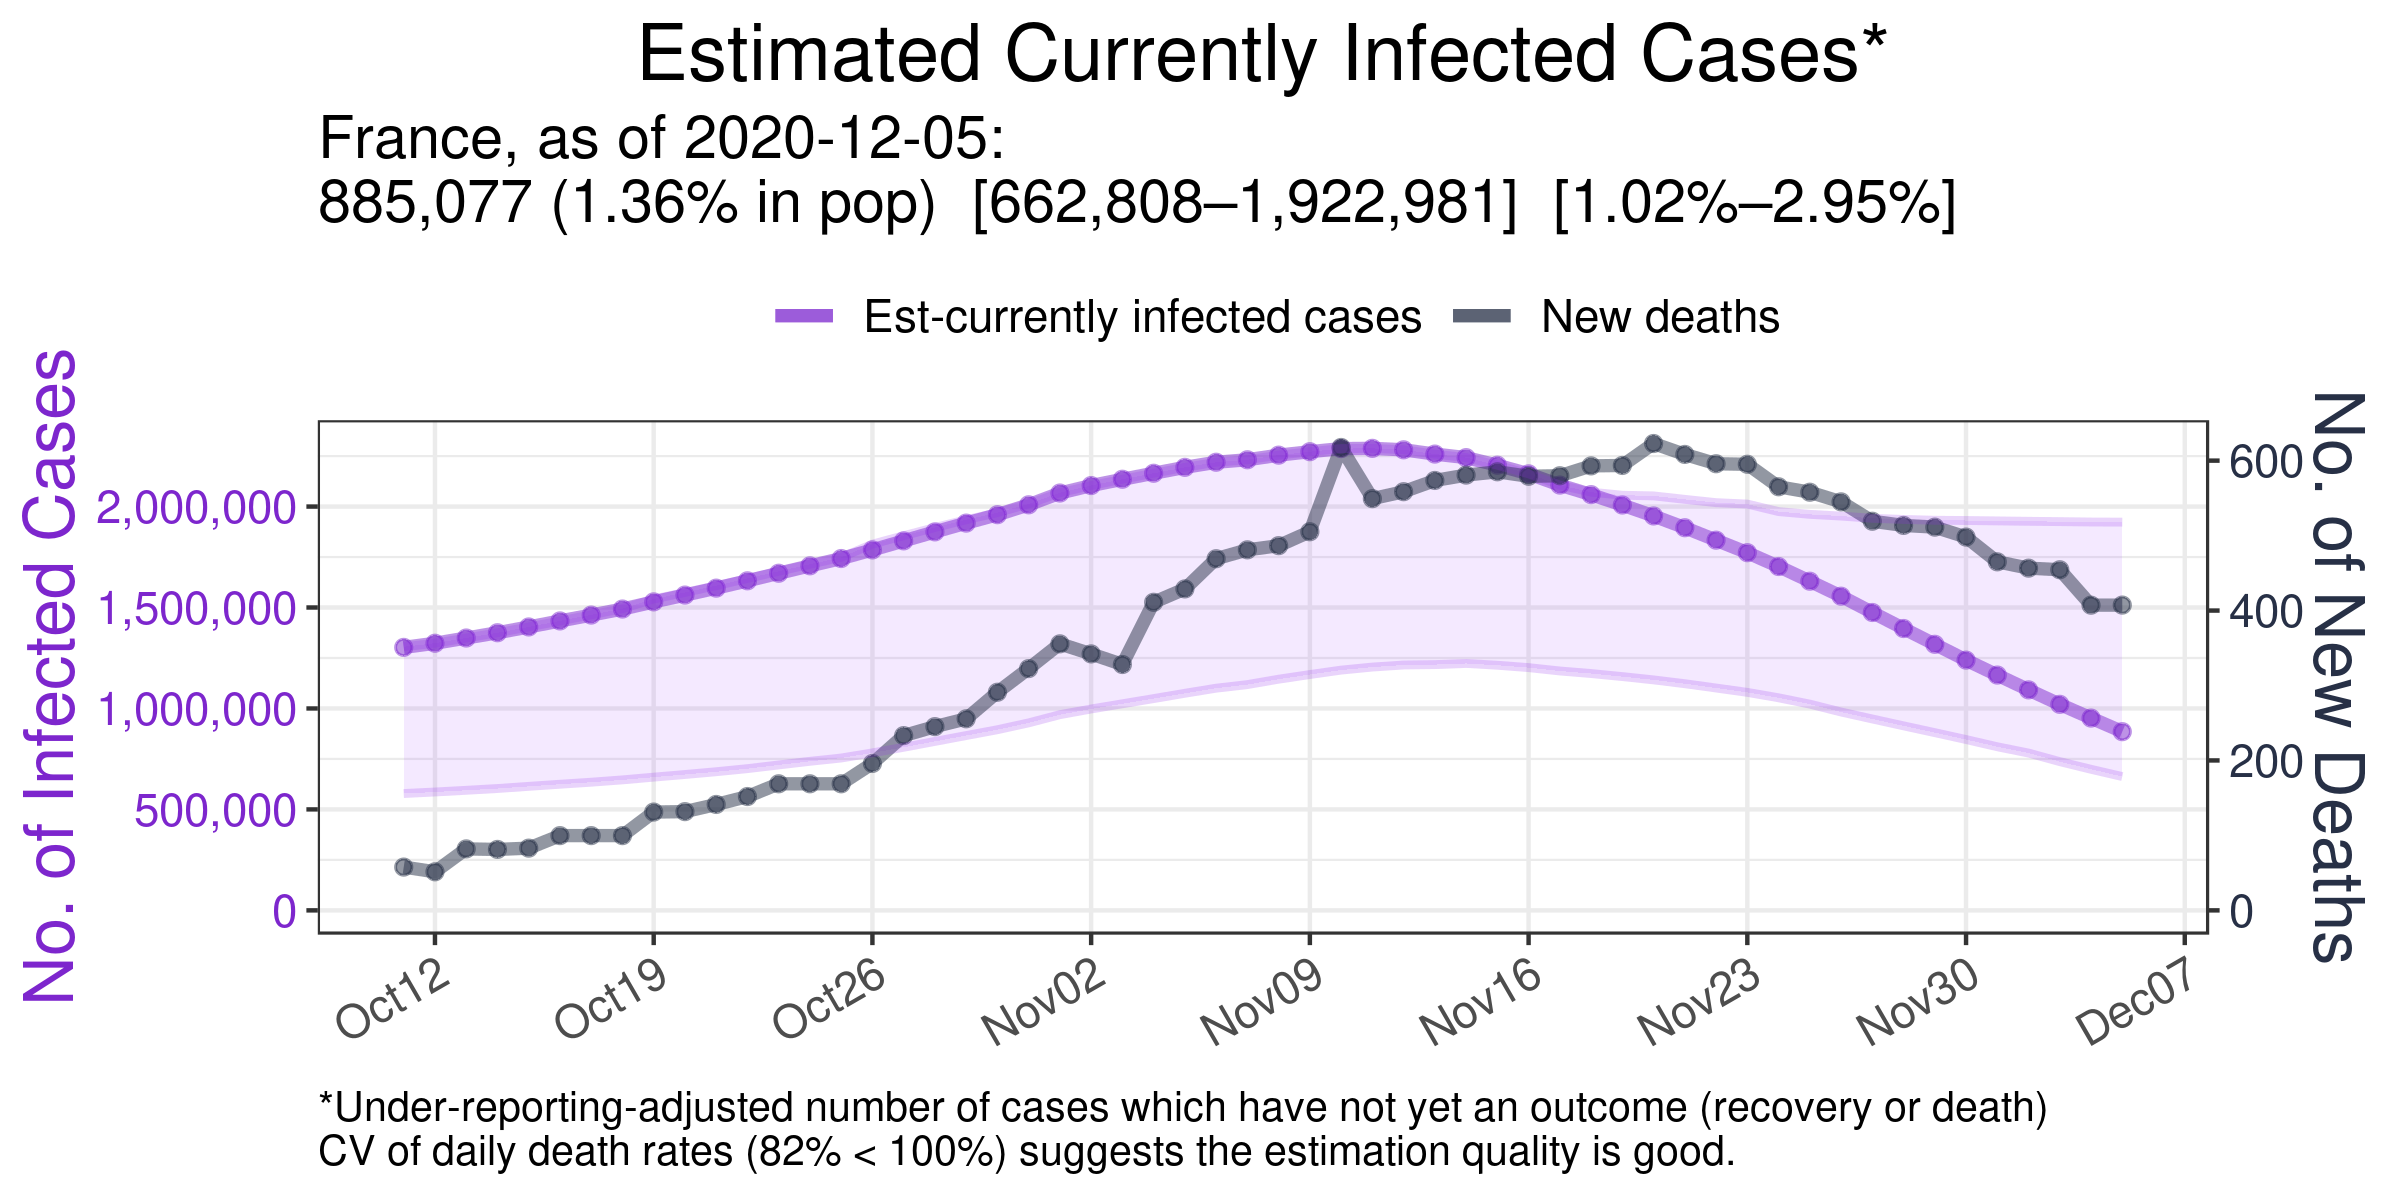 Estimated Currently Infected Cases*
France, as of 2020-12-05:
885,077 (1.36% in pop) [662,808–1,922,981] [1.02%–2.95%]
Est-currently infected cases New deaths
No. of Infected Cases
2,000,000
1,500,000
1,000,000
500,000
0
600
400
200
0
No. of New Deaths
Oct12 Oct19 Oct26 Nov02 Nov09 Nov16 Nov23 Nov30 Dec07
*Under-reporting-adjusted number of cases which have not yet an outcome (recovery or death)
CV of daily death rates (82% < 100%) suggests the estimation quality is good.